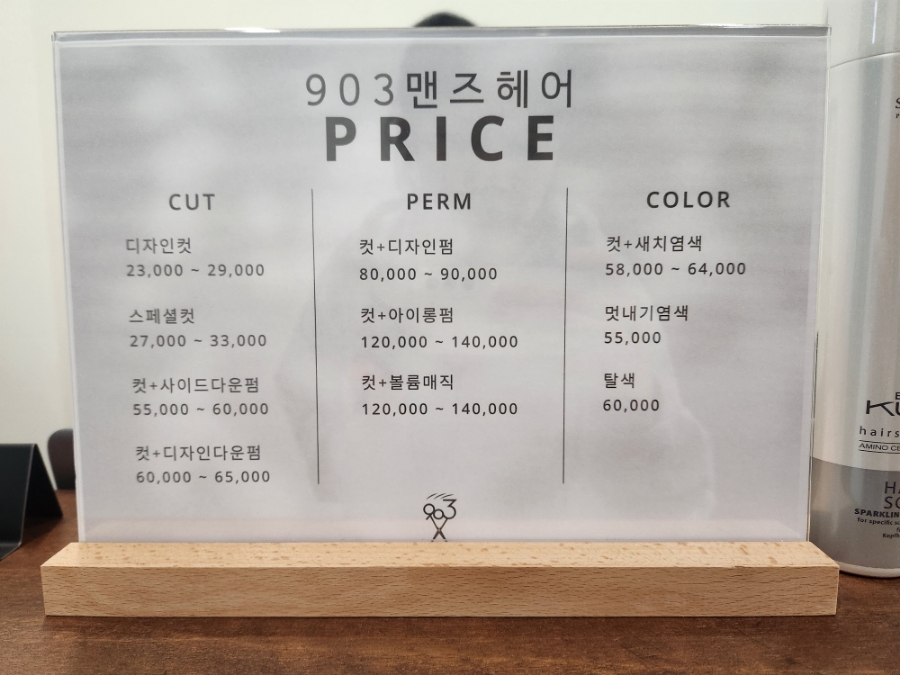 903맨즈헤어
PRICE
CUT
디자인컷
23,000 ~ 29,000
스페셜컷
27,000 ~ 33,000
컷+사이드다운펌
55,000 ~ 60,000
컷+디자인다운펌
60,000 ~ 65,000
PERM
컷+디자인펌
80,000 ~ 90,000
컷+아이롱펌
120,000 ~ 140,000
컷+볼륨매직
120,000 ~ 140,000
COLOR
컷+새치염색
58,000 ~ 64,000
멋내기염색
55,000
탈색
60,000
903
hairs
AMINO
SPARKLIN
for specific